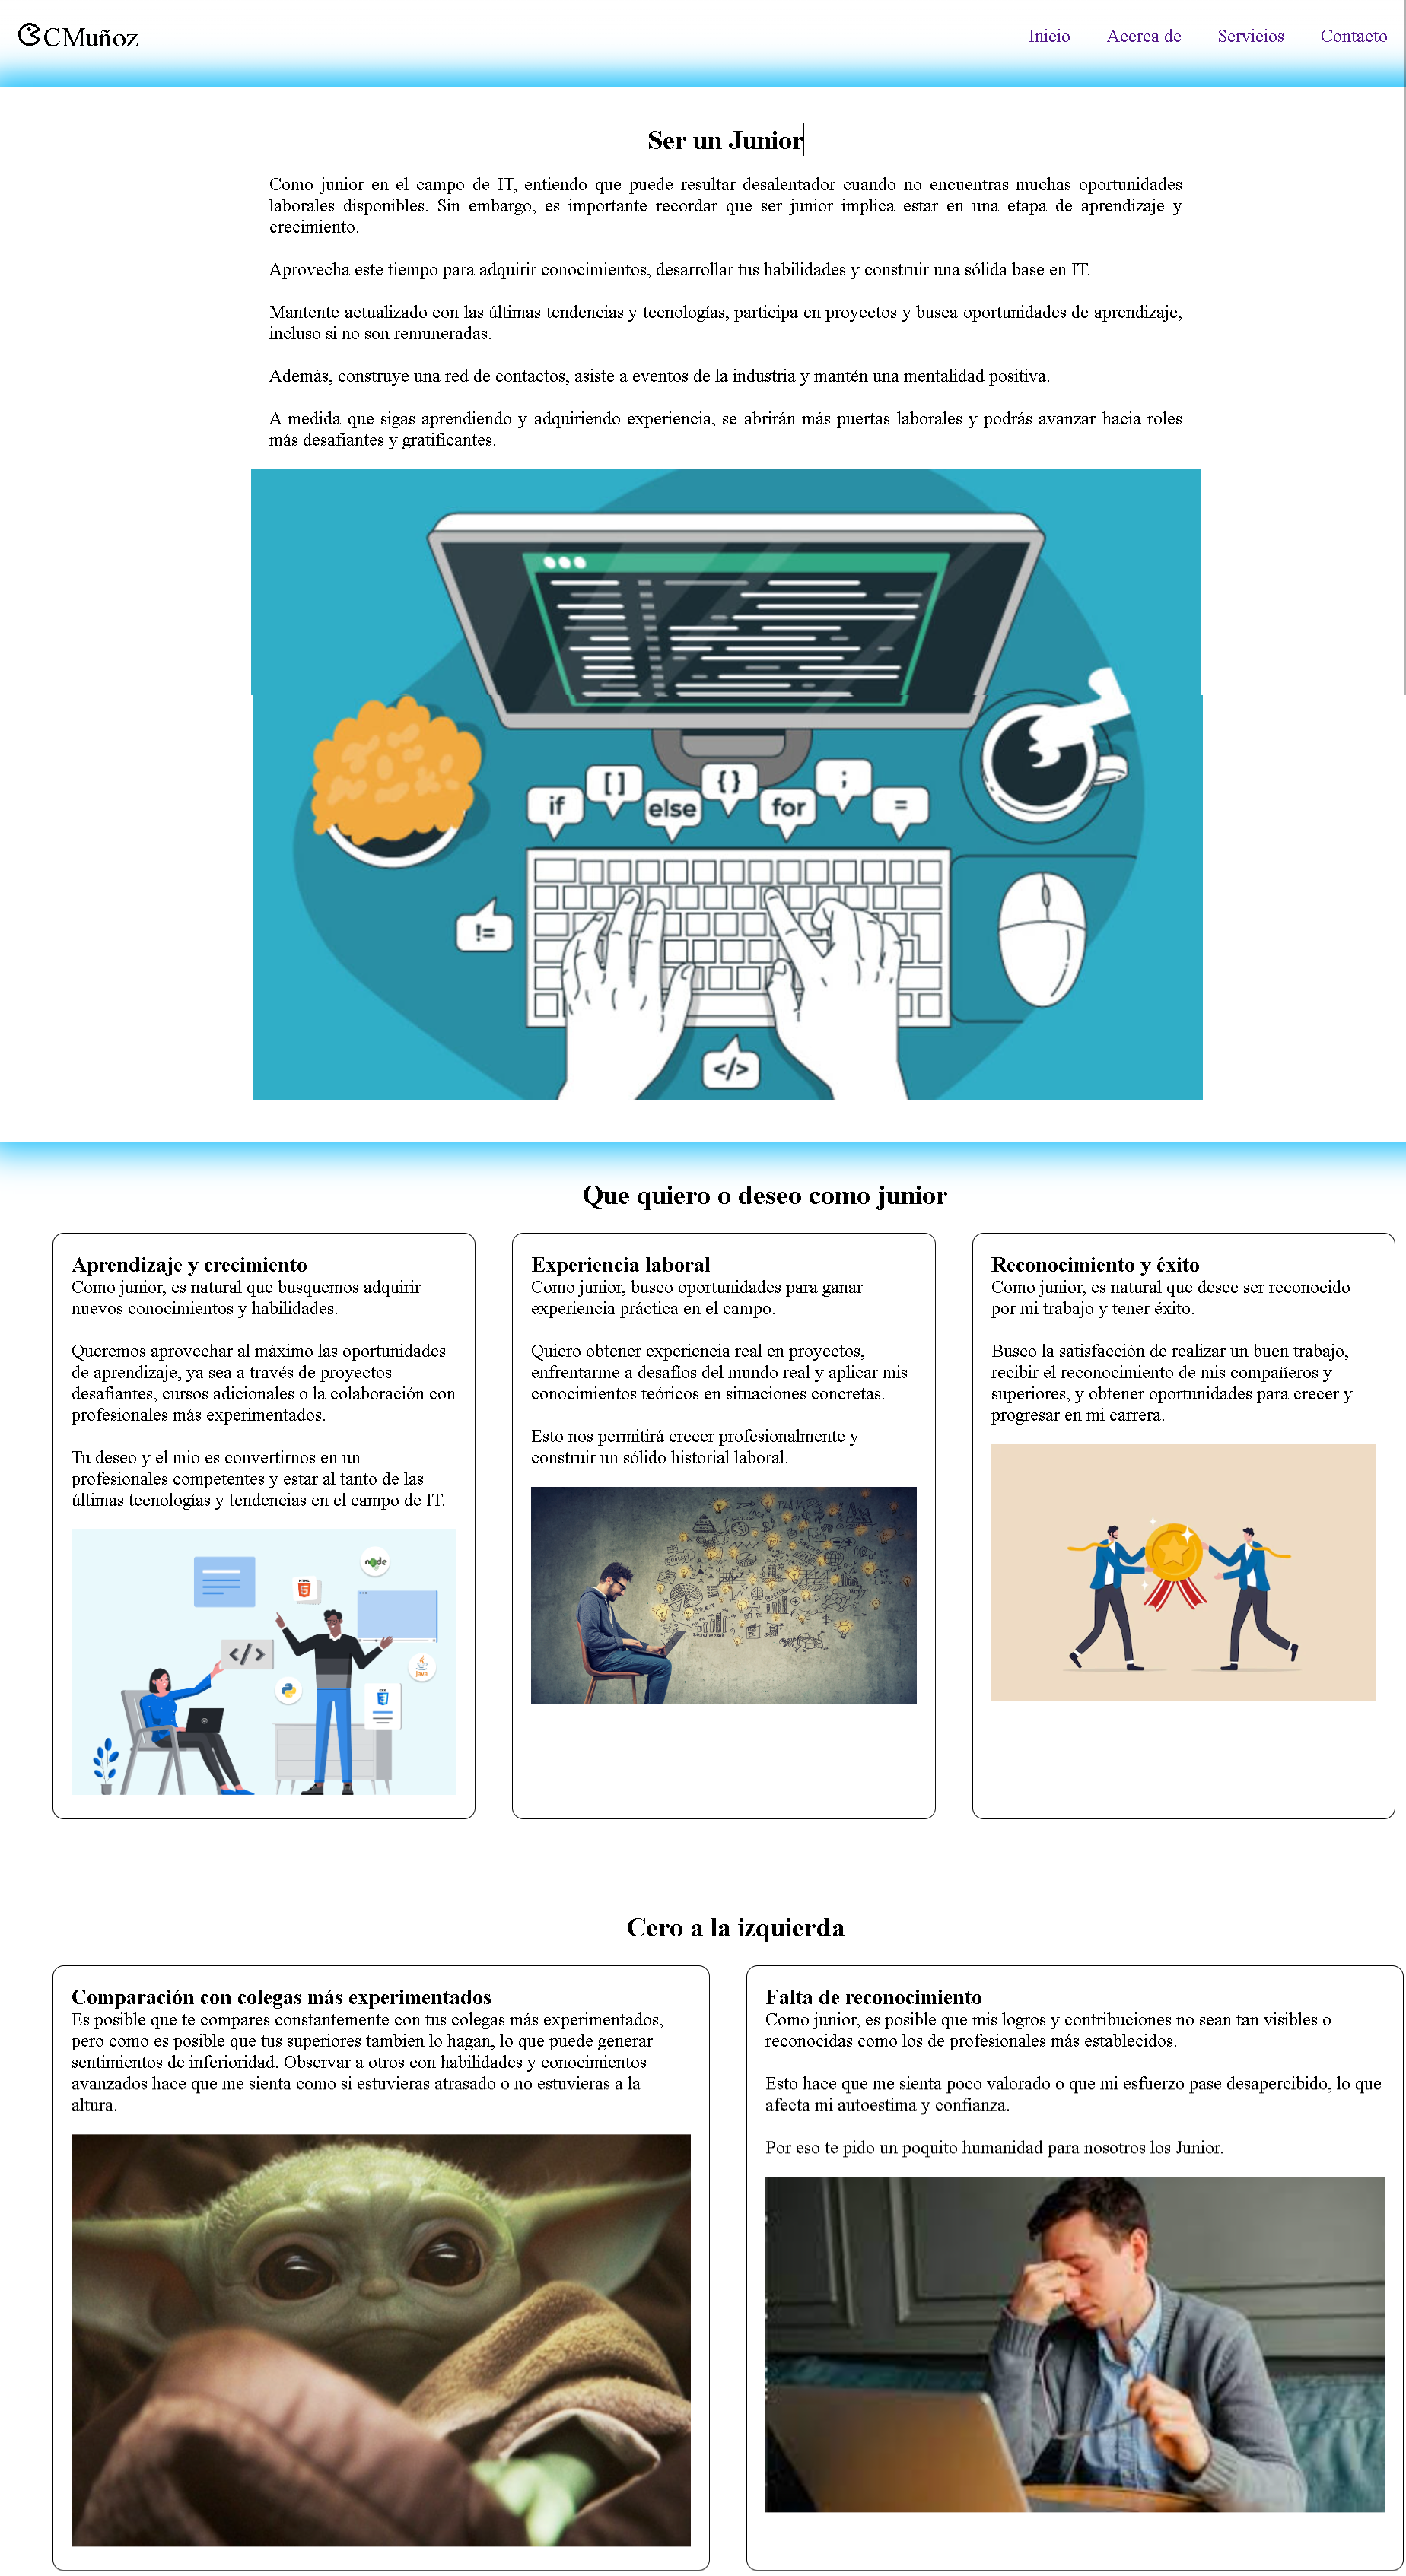 CMuñoz
Inicio Acerca de Servicios Contacto
Ser un Junior
Como junior en el campo de IT, entiendo que puede resultar desalentador cuando no encuentras muchas oportunidades
laborales disponibles. Sin embargo, es importante recordar que ser junior implica estar en una etapa de aprendizaje y
crecimiento.
Aprovecha este tiempo para adquirir conocimientos, desarrollar tus habilidades y construir una sólida base en IT.
Mantente actualizado con las últimas tendencias y tecnologías, participa en proyectos y busca oportunidades de aprendizaje,
incluso si no son remuneradas.
Además, construye una red de contactos, asiste a eventos de la industria y mantén una mentalidad positiva.
A medida que sigas aprendiendo y adquiriendo experiencia, se abrirán más puertas laborales y podrás avanzar hacia roles
más desafiantes y gratificantes.
if [ ] else {} for ; =
!=
</>
Que quiero o deseo como junior
Aprendizaje y crecimiento
Como junior, es natural que busquemos adquirir
nuevos conocimientos y habilidades.
Queremos aprovechar al máximo las oportunidades
de aprendizaje, ya sea a través de proyectos
desafiantes, cursos adicionales o la colaboración con
profesionales más experimentados.
Tu deseo y el mio es convertirnos en un
profesionales competentes y estar al tanto de las
últimas tecnologías y tendencias en el campo de IT.
node
HTML
5
</>
Java
CSS
3
Experiencia laboral
Como junior, busco oportunidades para ganar
experiencia práctica en el campo.
Quiero obtener experiencia real en proyectos,
enfrentarme a desafíos del mundo real y aplicar mis
conocimientos teóricos en situaciones concretas.
Esto nos permitirá crecer profesionalmente y
construir un sólido historial laboral.
Reconocimiento y éxito
Como junior, es natural que desee ser reconocido
por mi trabajo y tener éxito.
Busco la satisfacción de realizar un buen trabajo,
recibir el reconocimiento de mis compañeros y
superiores, y obtener oportunidades para crecer y
progresar en mi carrera.
Cero a la izquierda
Comparación con colegas más experimentados
Es posible que te compares constantemente con tus colegas más experimentados,
pero como es posible que tus superiores tambien lo hagan, lo que puede generar
sentimientos de inferioridad. Observar a otros con habilidades y conocimientos
avanzados hace que me sienta como si estuvieras atrasado o no estuvieras a la
altura.
Falta de reconocimiento
Como junior, es posible que mis logros y contribuciones no sean tan visibles o
reconocidas como los de profesionales más establecidos.
Esto hace que me sienta poco valorado o que mi esfuerzo pase desapercibido, lo que
afecta mi autoestima y confianza.
Por eso te pido un poquito humanidad para nosotros los Junior.